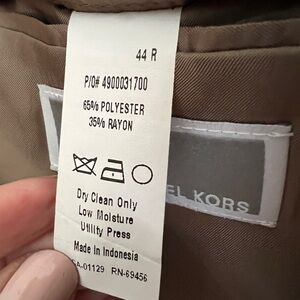 44 R
P/O# 4900031700
65% POLYESTER
35% RAYON
Dry Clean Only
Low Moisture
Utility Press
Made in Indonesia
CA-01129 RN-69456
EL KORS